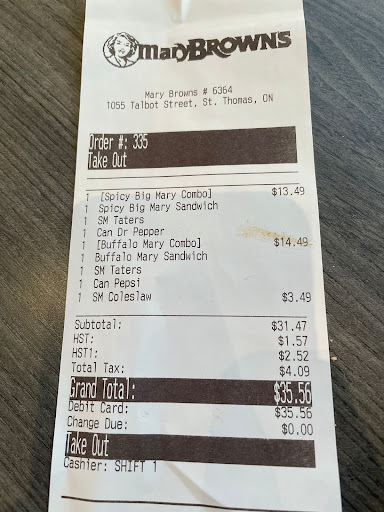 MaryBROWN'S
Mary Browns # 6364
1055 Talbot Street, St. Thomas, ON
Order #: 335
Take Out
1 [Spicy Big Mary Combo] $13.49
1 Spicy Big Mary Sandwich
1 SM Taters
1 Can Dr Pepper
1 [Buffalo Mary Combo] $14.49
1 Buffalo Mary Sandwich
1 SM Taters
1 Can Pepsi
1 SM Coleslaw $3.49
Subtotal: $31.47
HST: $1.57
HST1: $2.52
Total Tax: $4.09
Grand Total: $35.56
Debit Card: $35.56
Change Due: $0.00
Take Out
Cashier: SHIFT 1